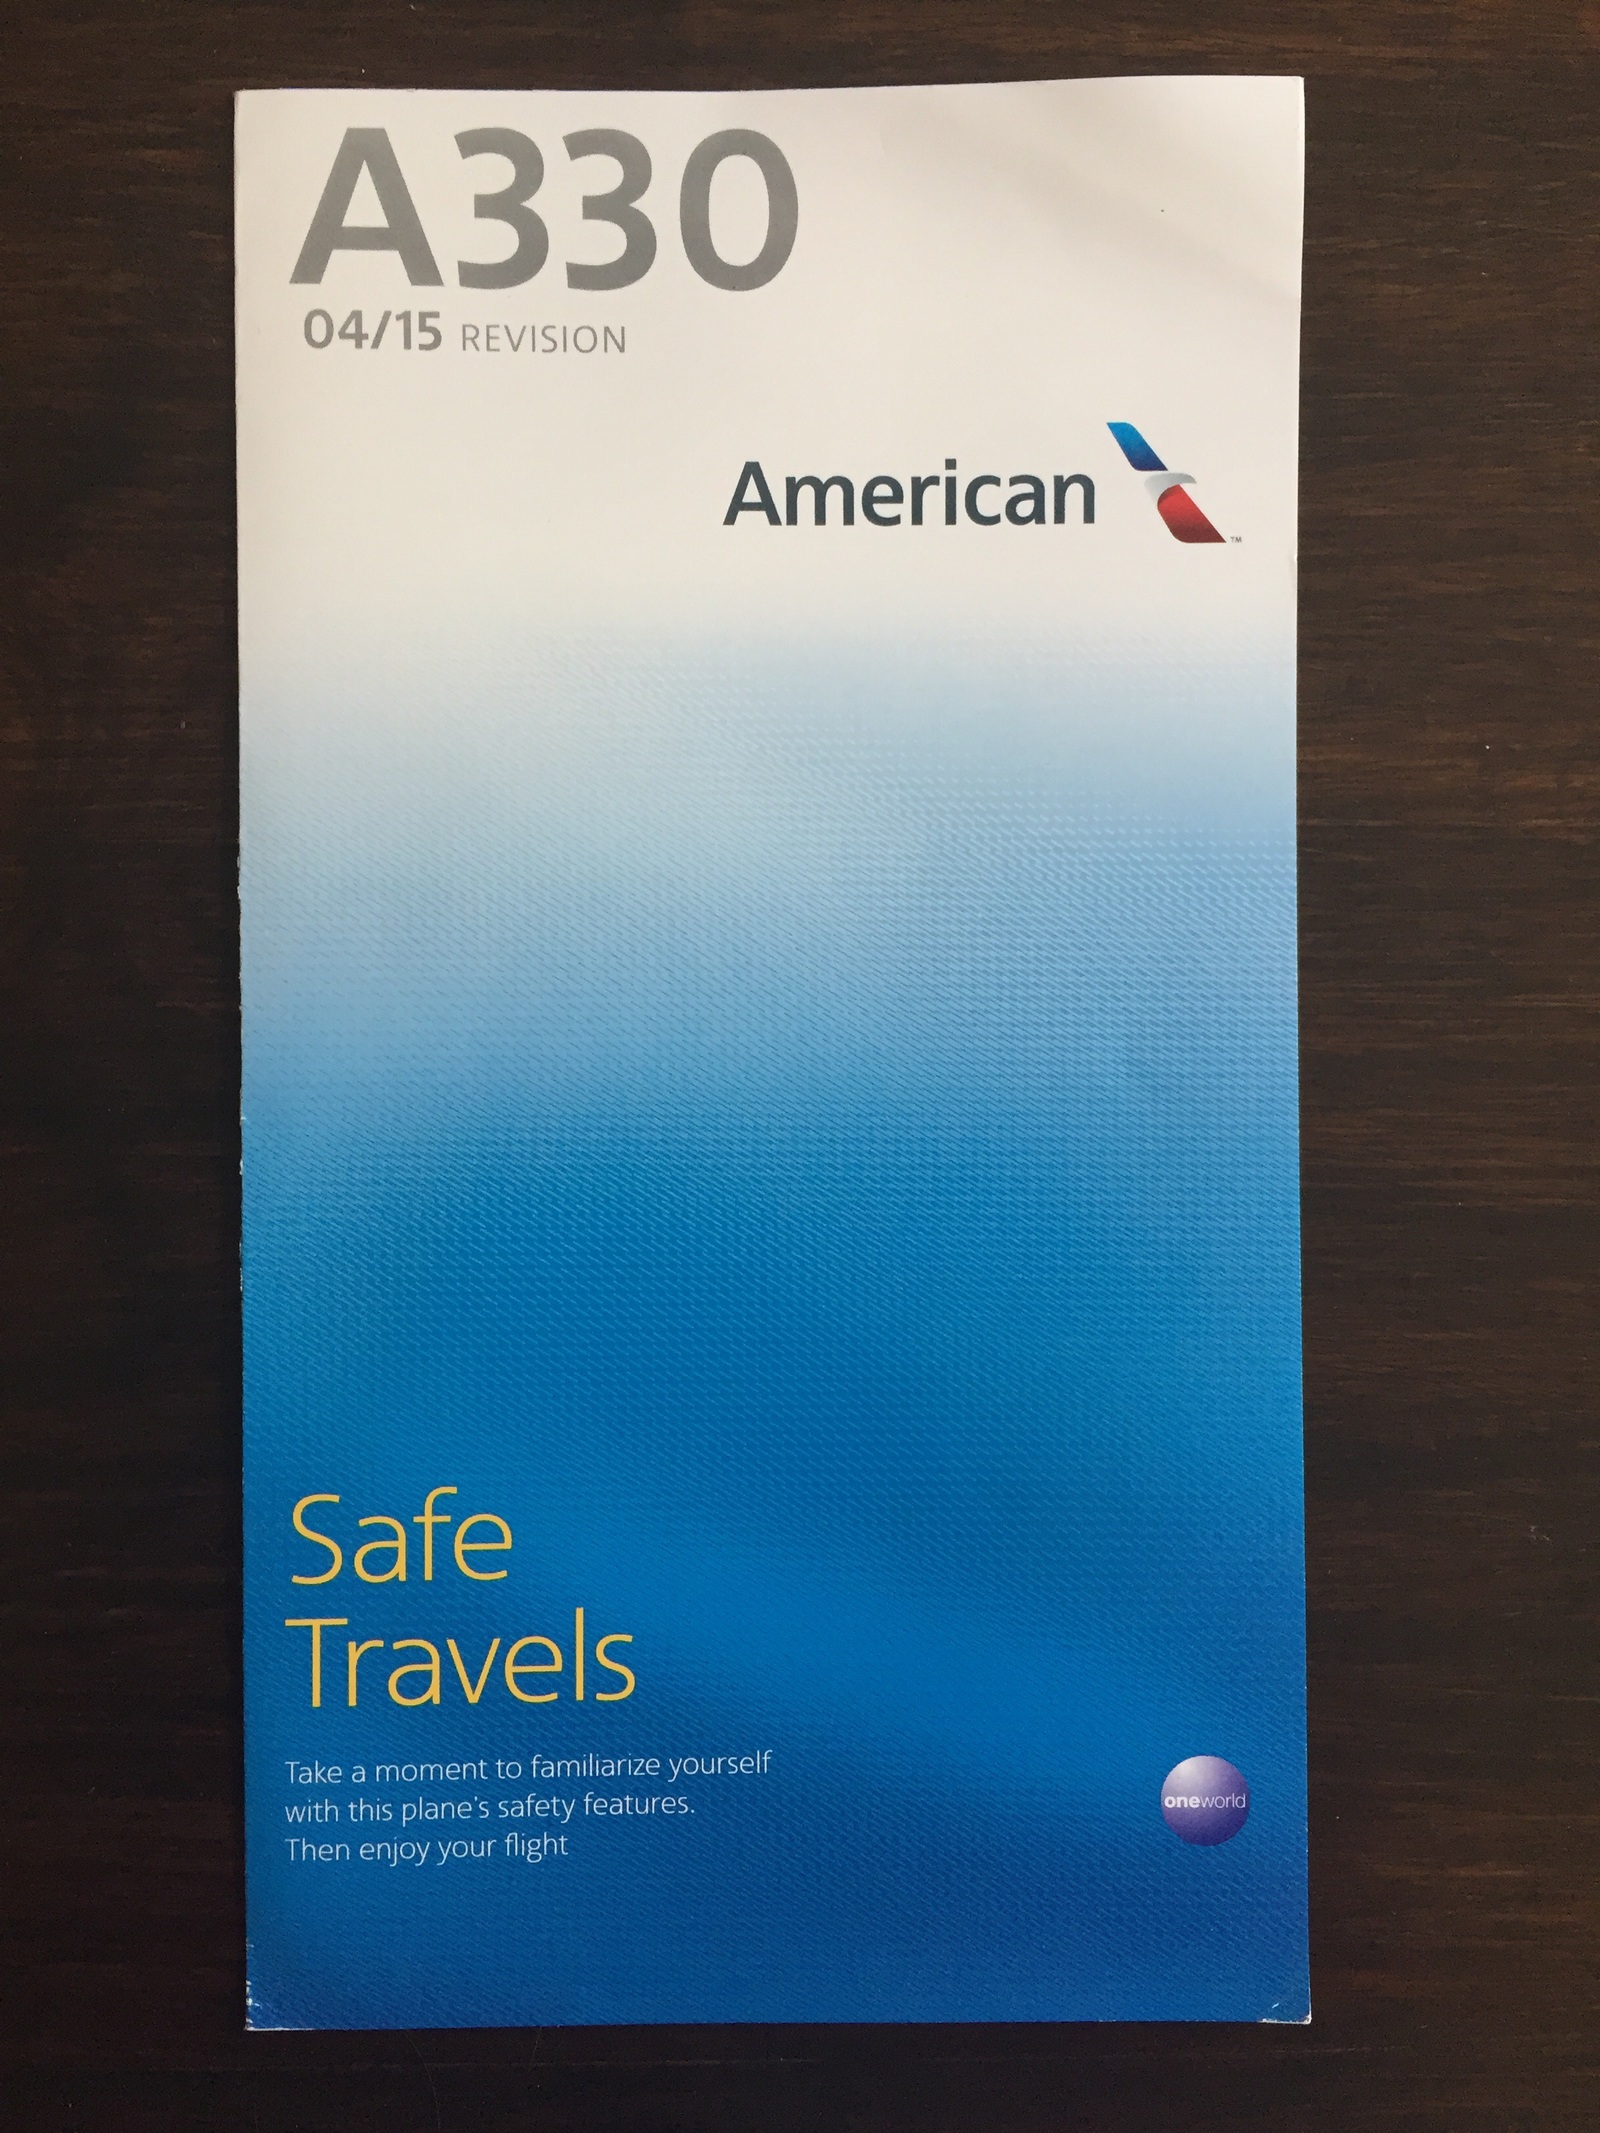 A330
04/15 REVISION
American
™
Safe
Travels
Take a moment to familiarize yourself
with this plane's safety features.
Then enjoy your flight
oneworld